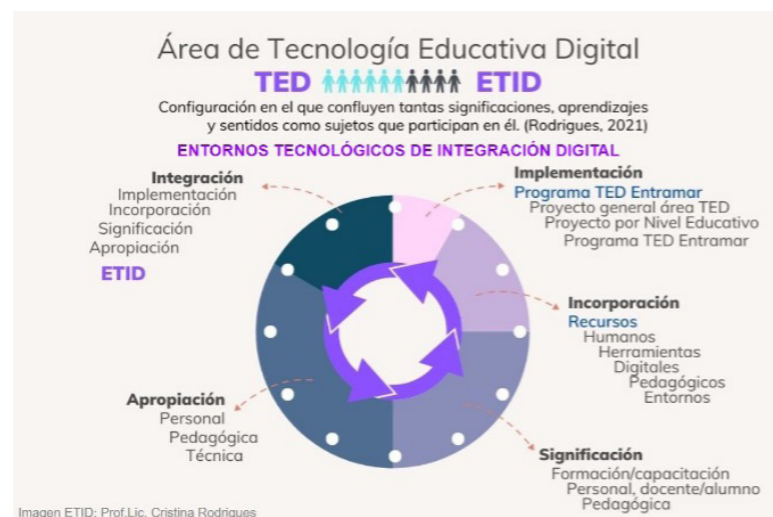 Área de Tecnología Educativa Digital
TED ETID
Configuración en el que confluyen tantas significaciones, aprendizajes
y sentidos como sujetos que participan en él. (Rodrigues, 2021)
ENTORNOS TECNOLÓGICOS DE INTEGRACIÓN DIGITAL
Integración
Implementación
Incorporación
Significación
Apropiación
ETID
Implementación
Programa TED Entramar
Proyecto general área TED
Proyecto por Nivel Educativo
Programa TED Entramar
Incorporación
Recursos
Humanos
Herramientas
Digitales
Pedagógicos
Entornos
Apropiación
Personal
Pedagógica
Técnica
Significación
Formación/capacitación
Personal, docente/alumno
Pedagógica
Imagen ETID: Prof.Lic. Cristina Rodrigues